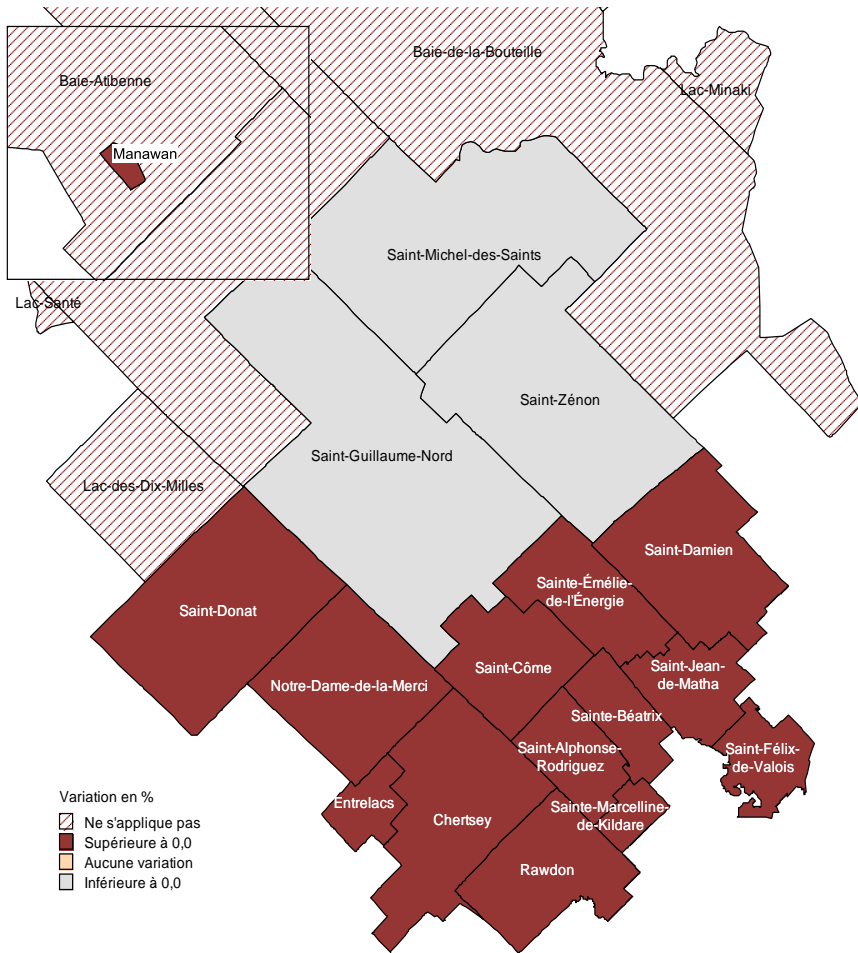 Baie-de-la-Bouteille
Baie-Atibenne
Lac-Minaki
Manawan
Saint-Michel-des-Saints
Lac-Santé
Saint-Zénon
Saint-Guillaume-Nord
Lac-des-Dix-Milles
Saint-Damien
Sainte-Émélie-
de-l'Énergie
Saint-Donat
Saint-Côme
Saint-Jean-
de-Matha
Notre-Dame-de-la-Merci
Sainte-Béatrix
Saint-Alphonse-
Rodriguez
Saint-Félix-
de-Valois
Entrelacs
Chertsey
Sainte-Marcelline-
de-Kildare
Rawdon
Variation en %
Ne s'applique pas
Supérieure à 0,0
Aucune variation
Inférieure à 0,0